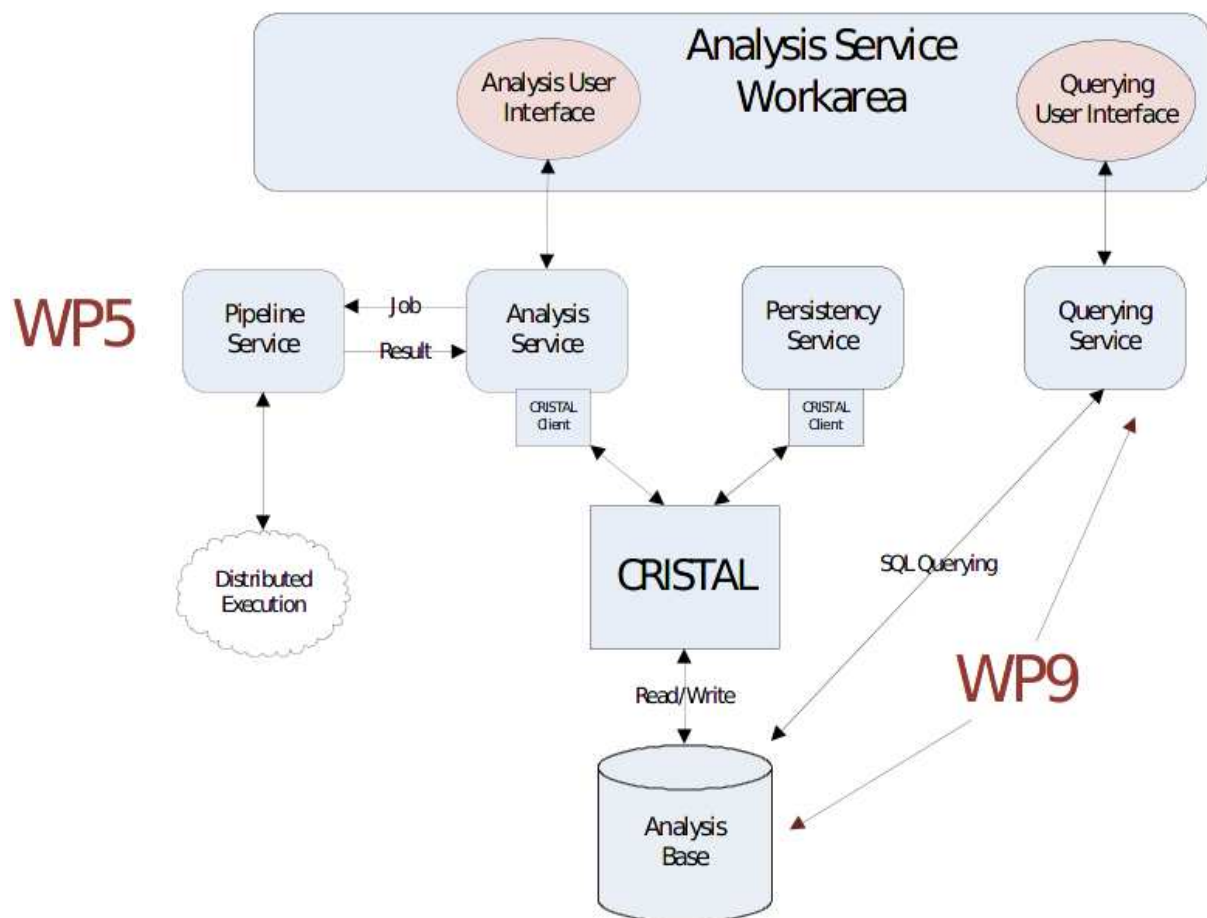 Analysis Service
Workarea
Analysis User
Interface
Querying
User Interface
WP5
Pipeline
Service
Job
Result
Analysis
Service
Persistency
Service
Querying
Service
CRISTAL
Client
CRISTAL
Client
Distributed
Execution
CRISTAL
SQL Querying
WP9
Read/Write
Analysis
Base